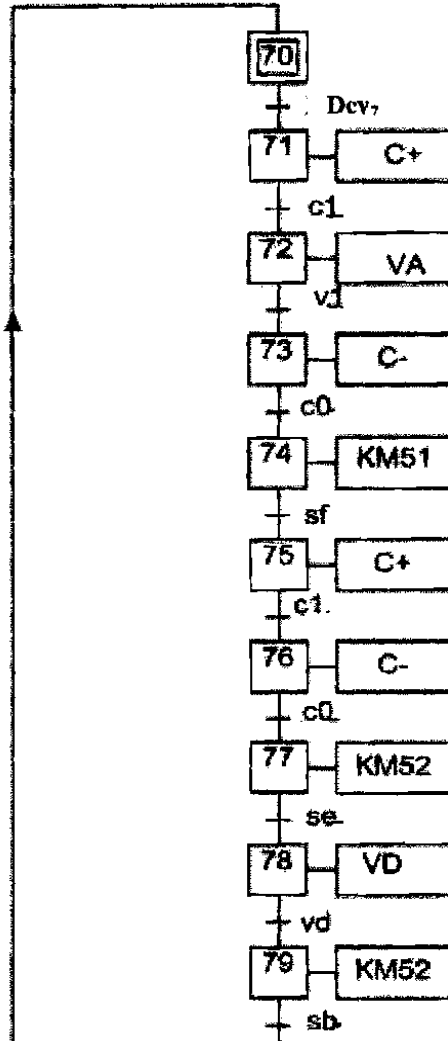 70
Dcy₇
71 C+
c1
72 VA
v1
73 C-
c0
74 KM51
sf
75 C+
c1
76 C-
c0
77 KM52
se
78 VD
vd
79 KM52
sb